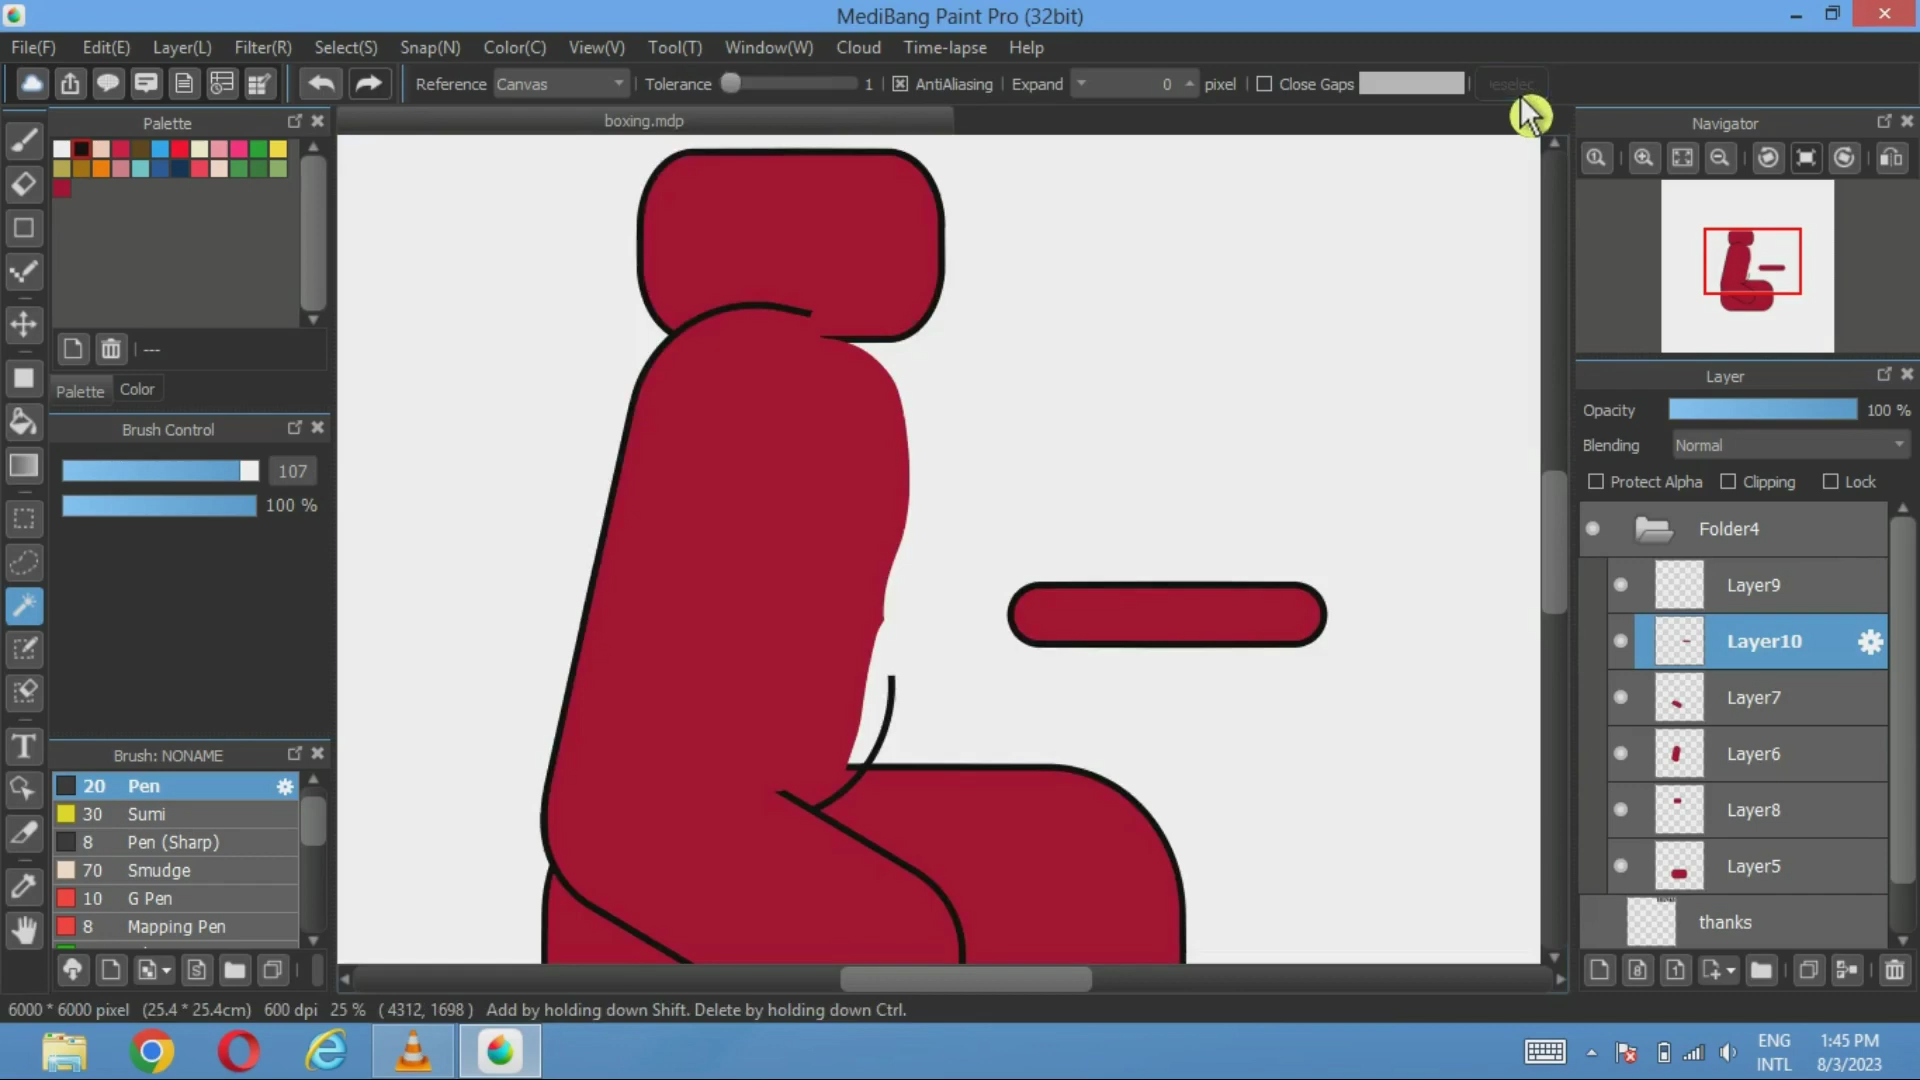 MediBang Paint Pro (32bit)
File(F) Edit(E) Layer(L) Filter(R) Select(S) Snap(N) Color(C) View(V) Tool(T) Window(W) Cloud Time-lapse Help
Reference Canvas Tolerance 1 AntiAliasing Expand 0 pixel Close Gaps
Palette
boxing.mdp
Navigator
---
Palette Color
Layer
Opacity 100 %
Brush Control
Blending Normal
107
Protect Alpha Clipping Lock
100 %
Folder4
Layer9
Layer10
Layer7
Layer6
Brush: NONAME
20 Pen
30 Sumi
Layer8
8 Pen (Sharp)
70 Smudge
Layer5
10 G Pen
8 Mapping Pen
thanks
6000 * 6000 pixel (25.4 * 25.4cm) 600 dpi 25 % ( 4312, 1698 ) Add by holding down Shift. Delete by holding down Ctrl.
ENG 1:45 PM
INTL 8/3/2023